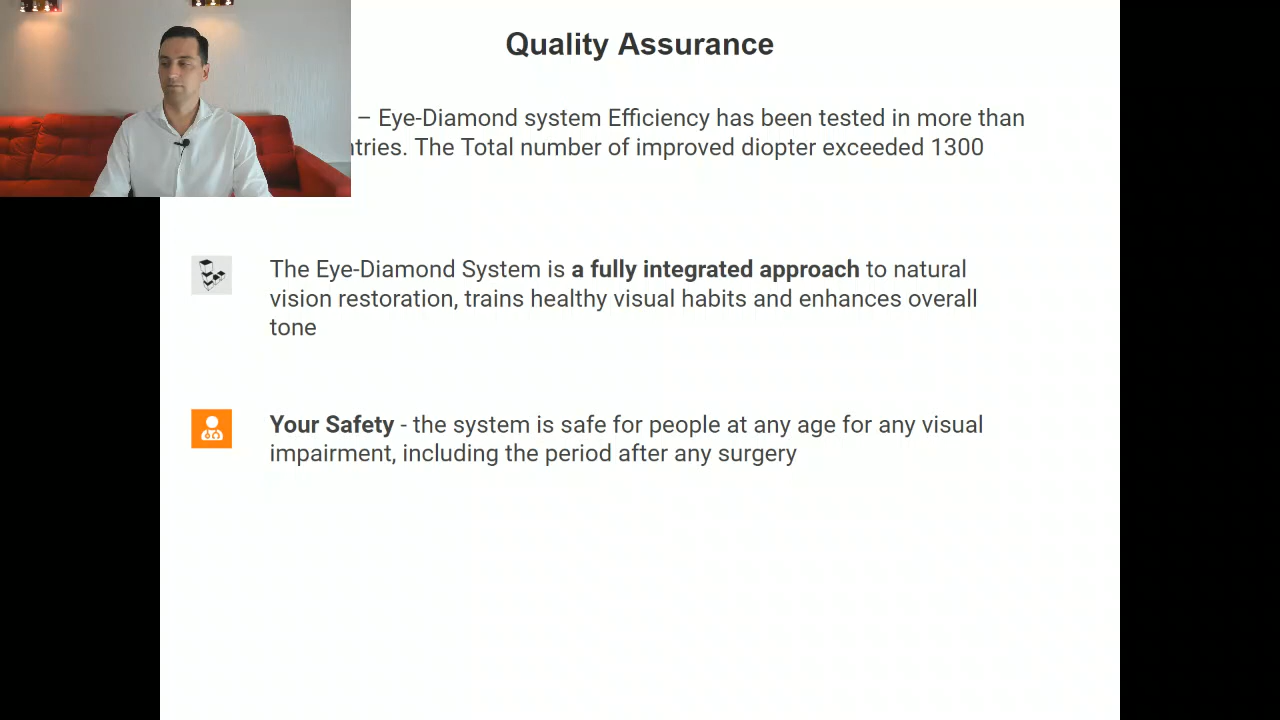 Quality Assurance
– Eye-Diamond system Efficiency has been tested in more than
The Total number of improved diopter exceeded 1300
The Eye-Diamond System is a fully integrated approach to natural
vision restoration, trains healthy visual habits and enhances overall
tone
Your Safety - the system is safe for people at any age for any visual
impairment, including the period after any surgery